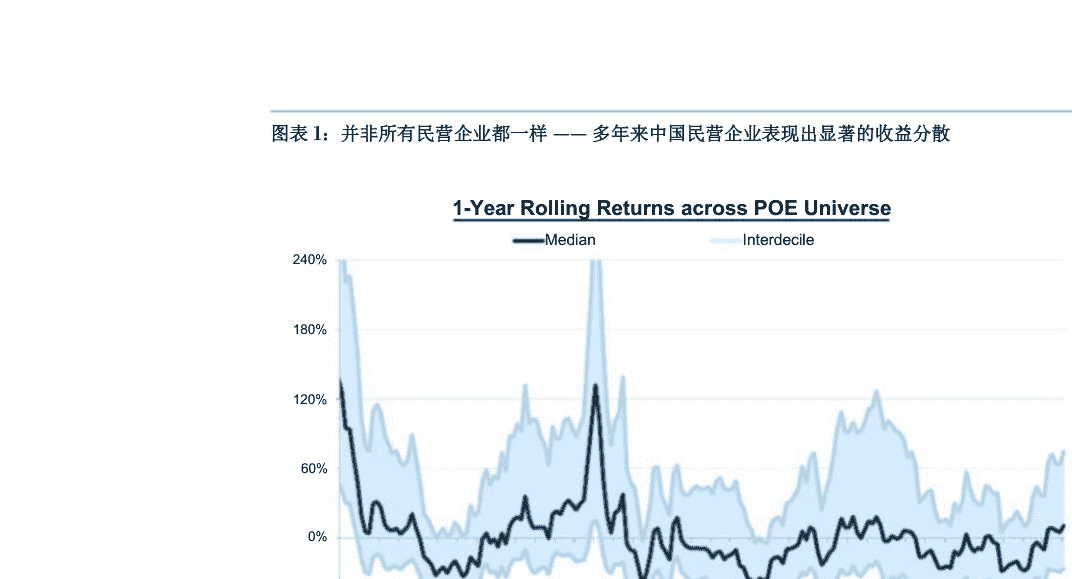 图表 1：并非所有民营企业都一样 —— 多年来中国民营企业表现出显著的收益分散
1-Year Rolling Returns across POE Universe
Median Interdecile
240%
180%
120%
60%
0%